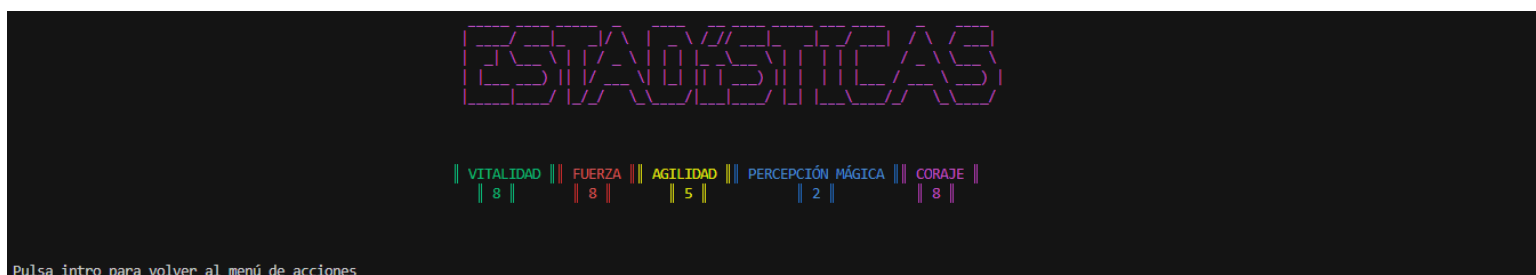 ESTADÍSTICAS
║ VITALIDAD ║║ FUERZA ║║ AGILIDAD ║║ PERCEPCIÓN MÁGICA ║║ CORAJE ║
║ 8 ║ ║ 8 ║ ║ 5 ║ ║ 2 ║ ║ 8 ║
Pulsa intro para volver al menú de acciones